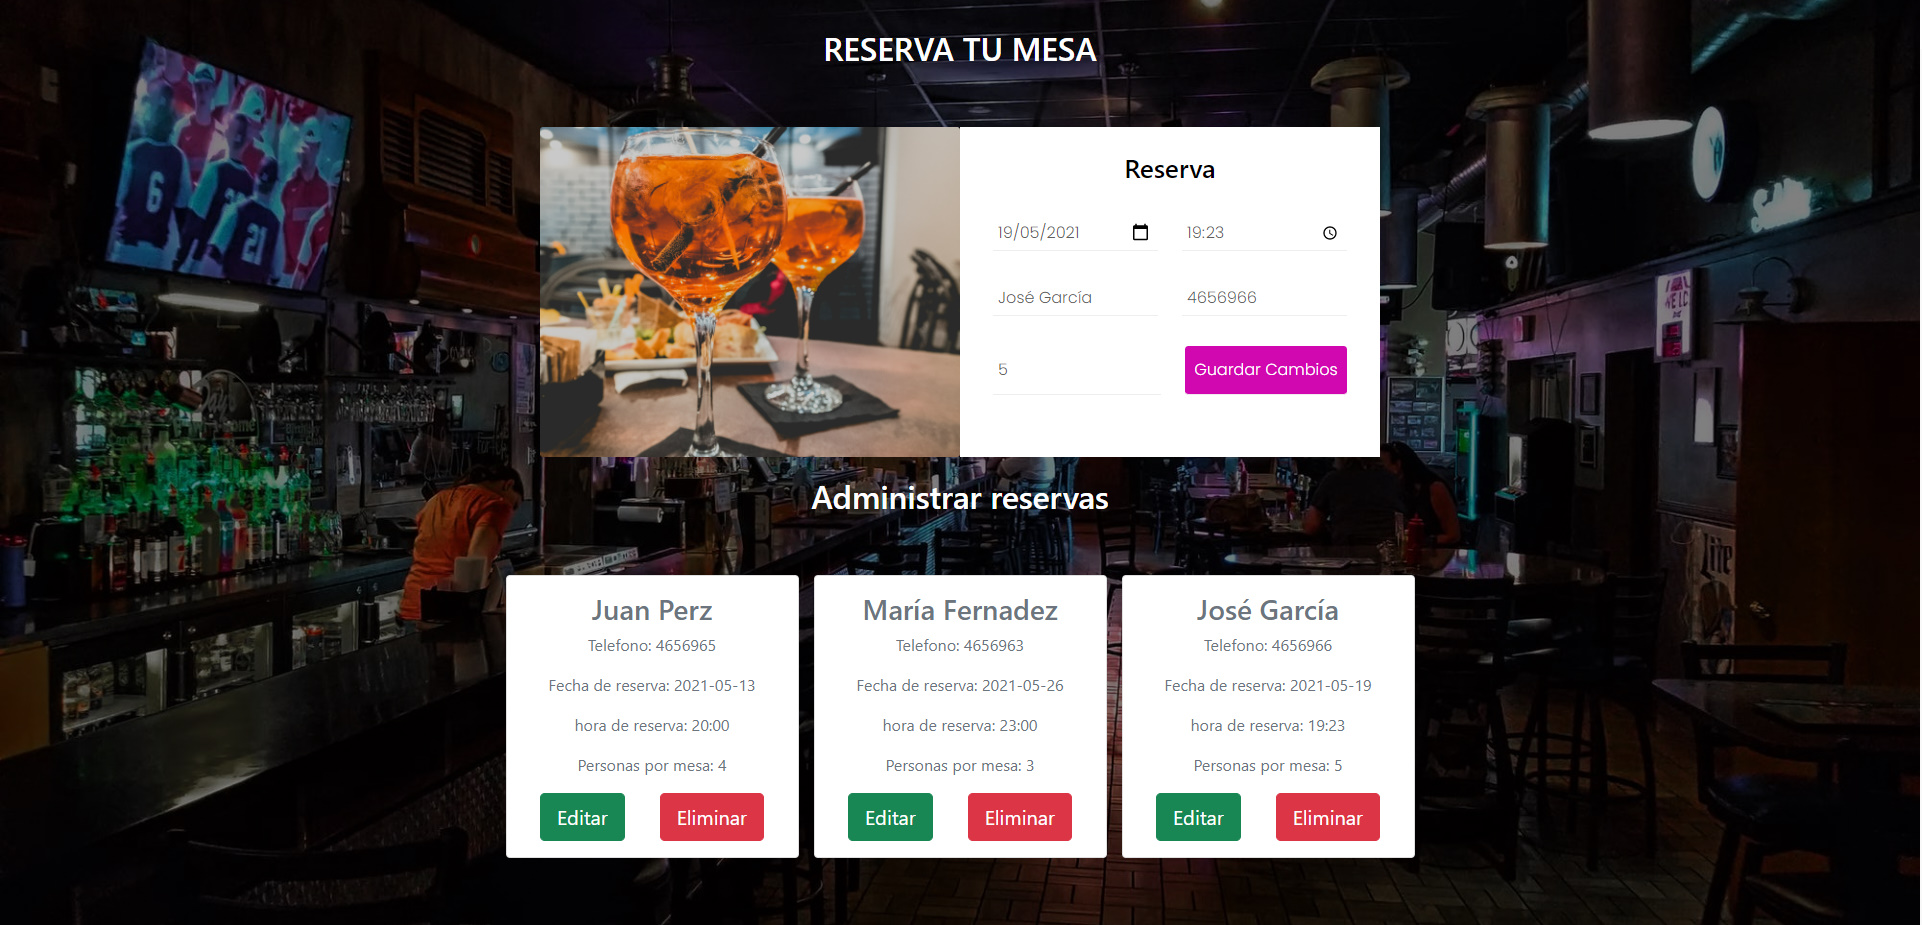 RESERVA TU MESA
6
21
Reserva
19/05/2021
19:23
José García
4656966
5
Guardar Cambios
Administrar reservas
Juan Perz
Telefono: 4656965
Fecha de reserva: 2021-05-13
hora de reserva: 20:00
Personas por mesa: 4
Editar
Eliminar
María Fernadez
Telefono: 4656963
Fecha de reserva: 2021-05-26
hora de reserva: 23:00
Personas por mesa: 3
Editar
Eliminar
José García
Telefono: 4656966
Fecha de reserva: 2021-05-19
hora de reserva: 19:23
Personas por mesa: 5
Editar
Eliminar